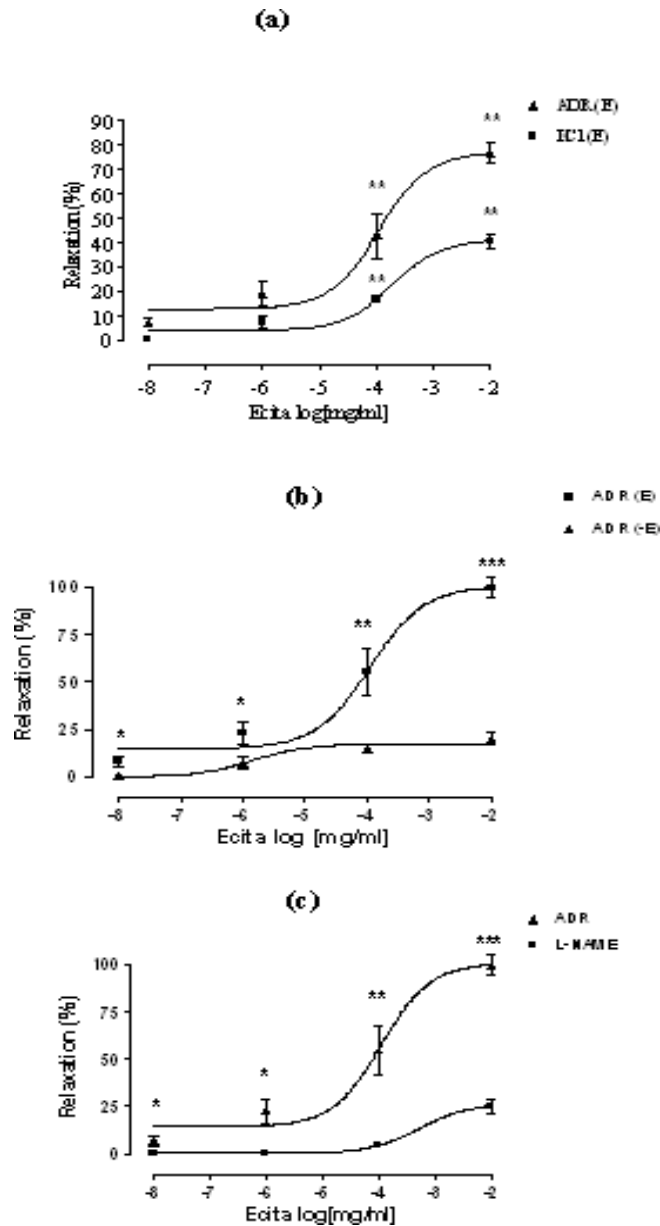 (a)
▲ ADR(E)
■ KCl(E)
90
80
70
60
50
40
30
20
10
0
Relaxation(%)
**
**
**
**
-8 -7 -6 -5 -4 -3 -2
Ecita log[mg/ml]
(b)
■ ADR (E)
▲ ADR (-E)
100
75
50
25
0
Relaxation (%)
*
*
**
***
-8 -7 -6 -5 -4 -3 -2
Ecita log [mg/ml]
(c)
▲ ADR
■ L-NAME
100
75
50
25
0
Relaxation (%)
*
*
**
***
-8 -7 -6 -5 -4 -3 -2
Ecita log[mg/ml]